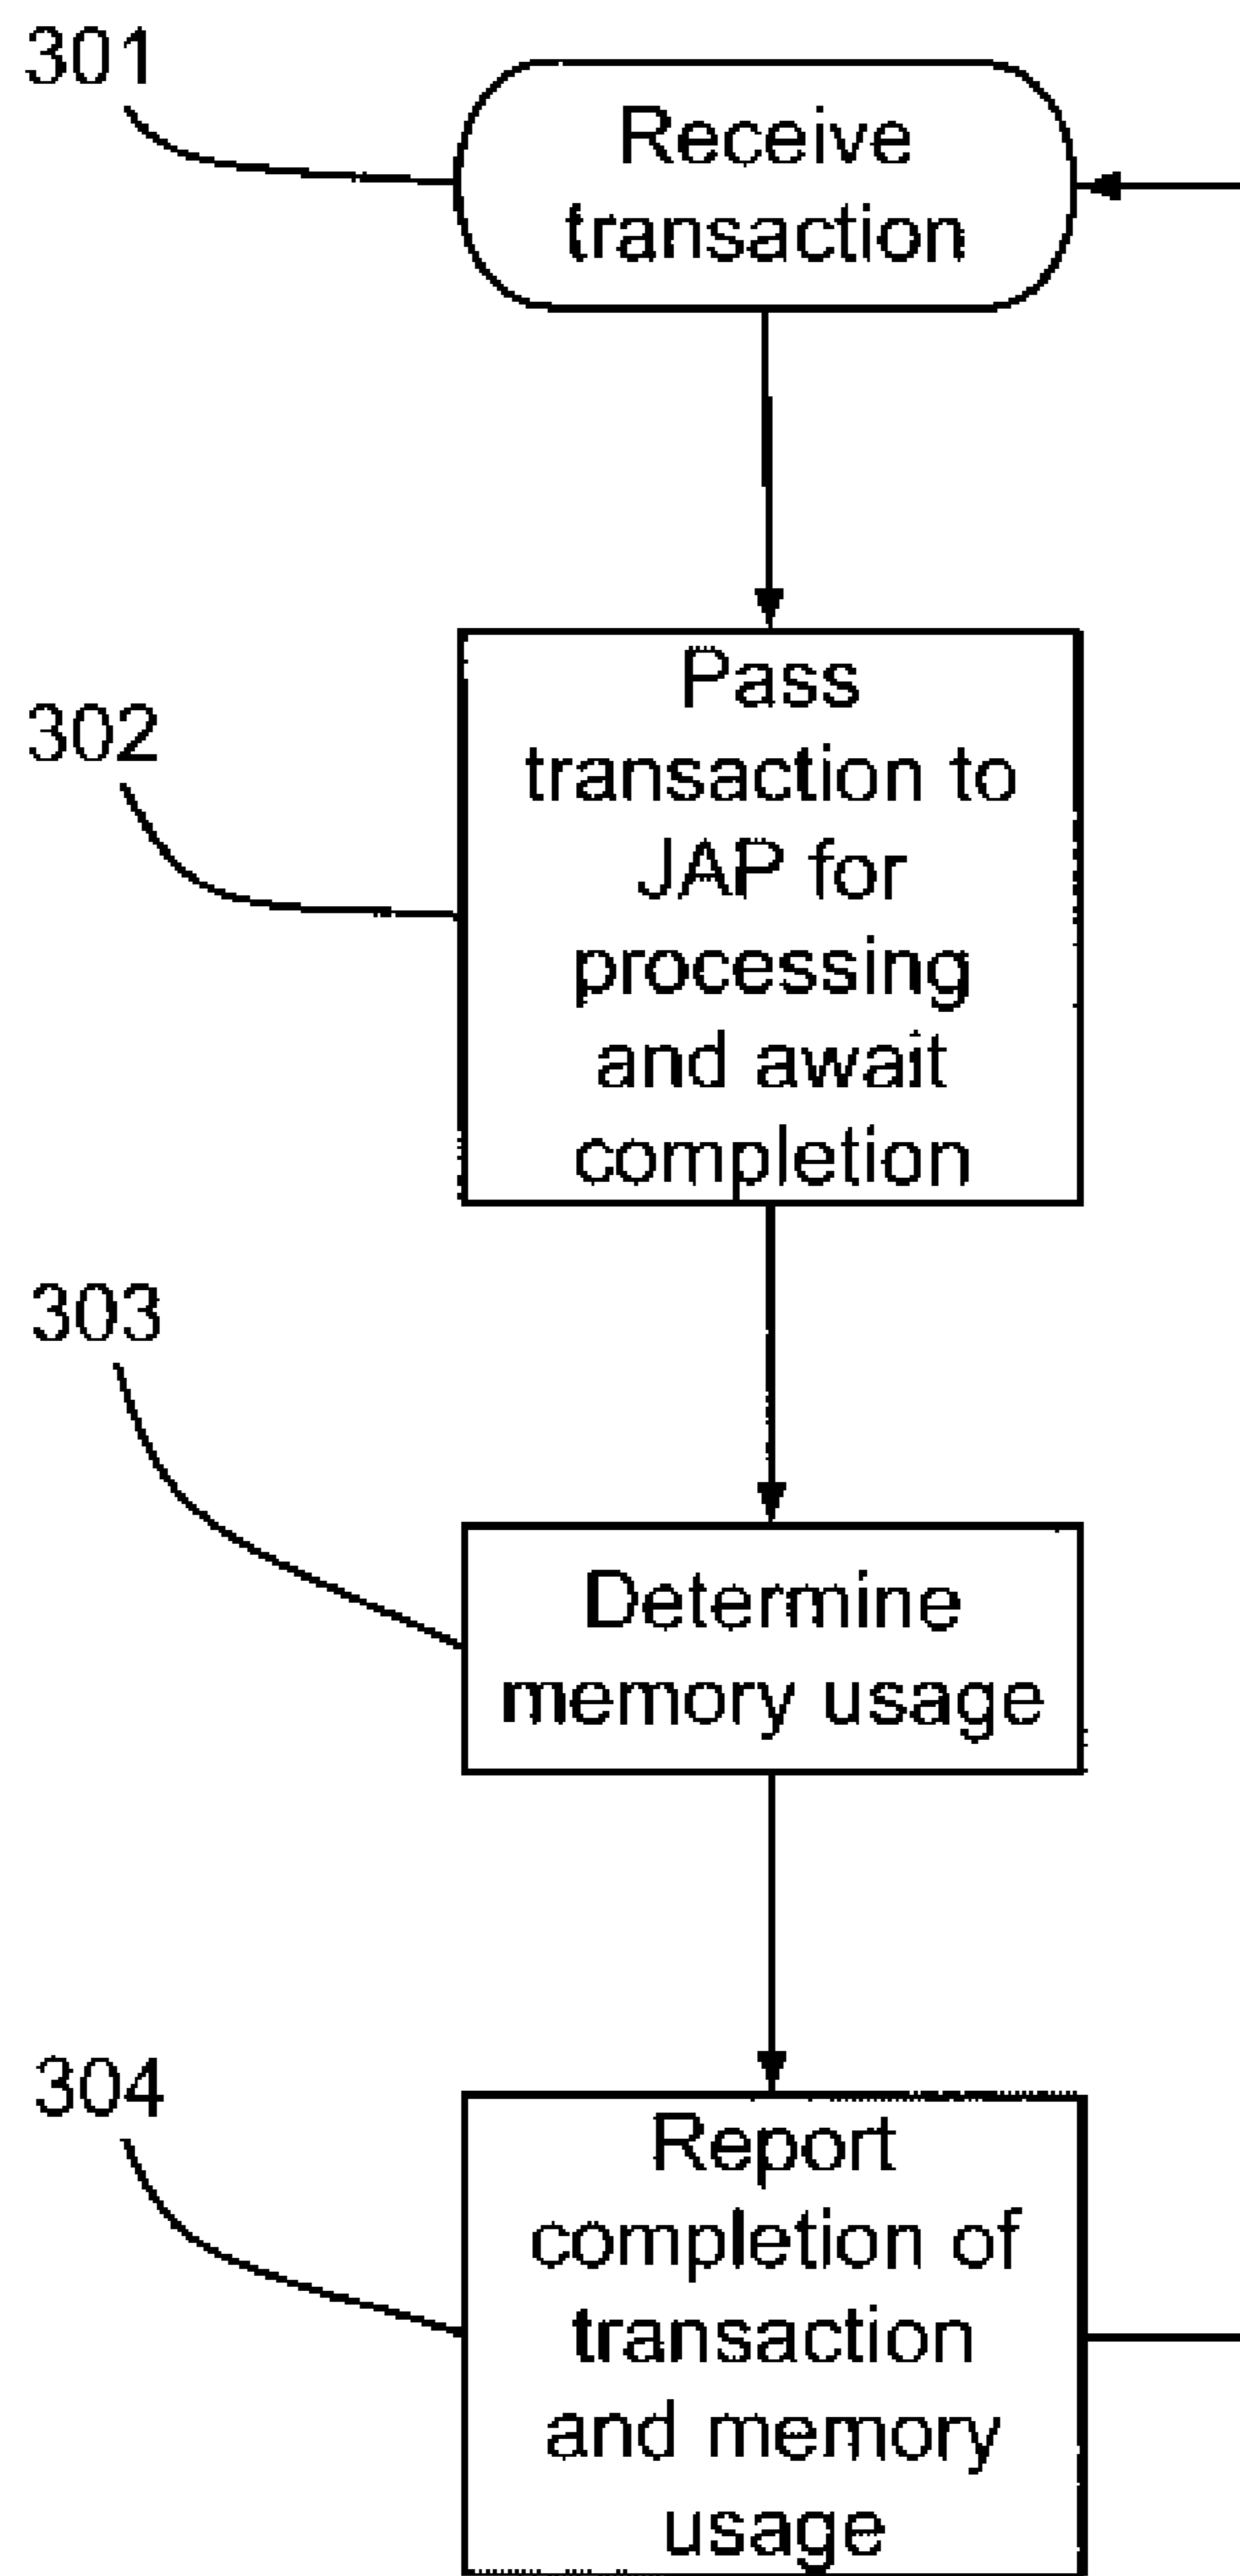 301
Receive
transaction
302
Pass
transaction to
JAP for
processing
and await
completion
303
Determine
memory usage
304
Report
completion of
transaction
and memory
usage